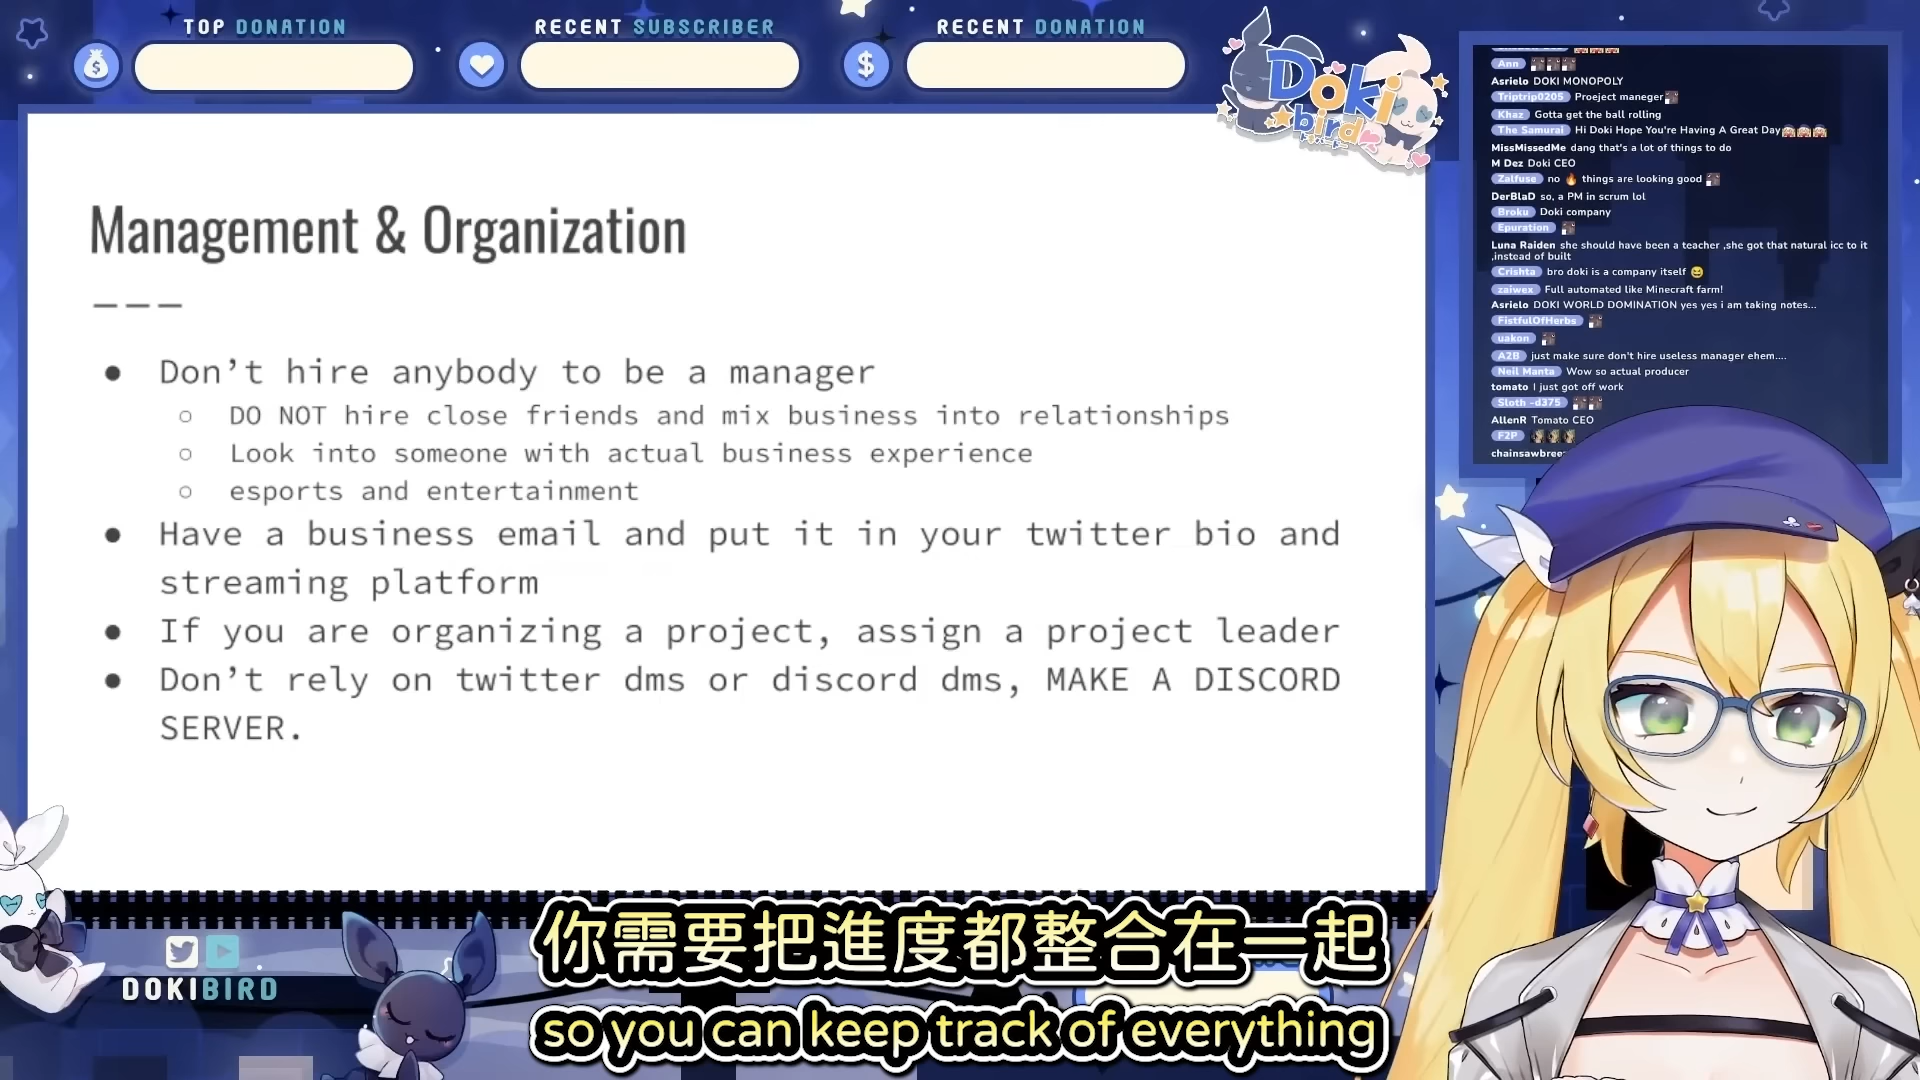 TOP DONATION
RECENT SUBSCRIBER
RECENT DONATION
Doki
bird
Management & Organization
Don’t hire anybody to be a manager
DO NOT hire close friends and mix business into relationships
Look into someone with actual business experience
esports and entertainment
Have a business email and put it in your twitter bio and
streaming platform
If you are organizing a project, assign a project leader
Don’t rely on twitter dms or discord dms, MAKE A DISCORD
SERVER.
Ann
Asrielo DOKI MONOPOLY
Triptrip0205 Proeject maneger
Khaz Gotta get the ball rolling
The Samurai Hi Doki Hope You're Having A Great Day
MissMissedMe dang that's a lot of things to do
M Dez Doki CEO
Zalfuse no 🔥 things are looking good
DerBlaD so, a PM in scrum lol
Broku Doki company
Epuration
Luna Raiden she should have been a teacher ,she got that natural icc to it
,instead of built
Crishta bro doki is a company itself 😆
zaiwex Full automated like Minecraft farm!
Asrielo DOKI WORLD DOMINATION yes yes i am taking notes...
FistfulOfHerbs
uakon
A2B just make sure don't hire useless manager ehem....
Neil Manta Wow so actual producer
tomato I just got off work
Sloth -d375
AllenR Tomato CEO
F2P
DOKIBIRD
你需要把進度都整合在一起
so you can keep track of everything